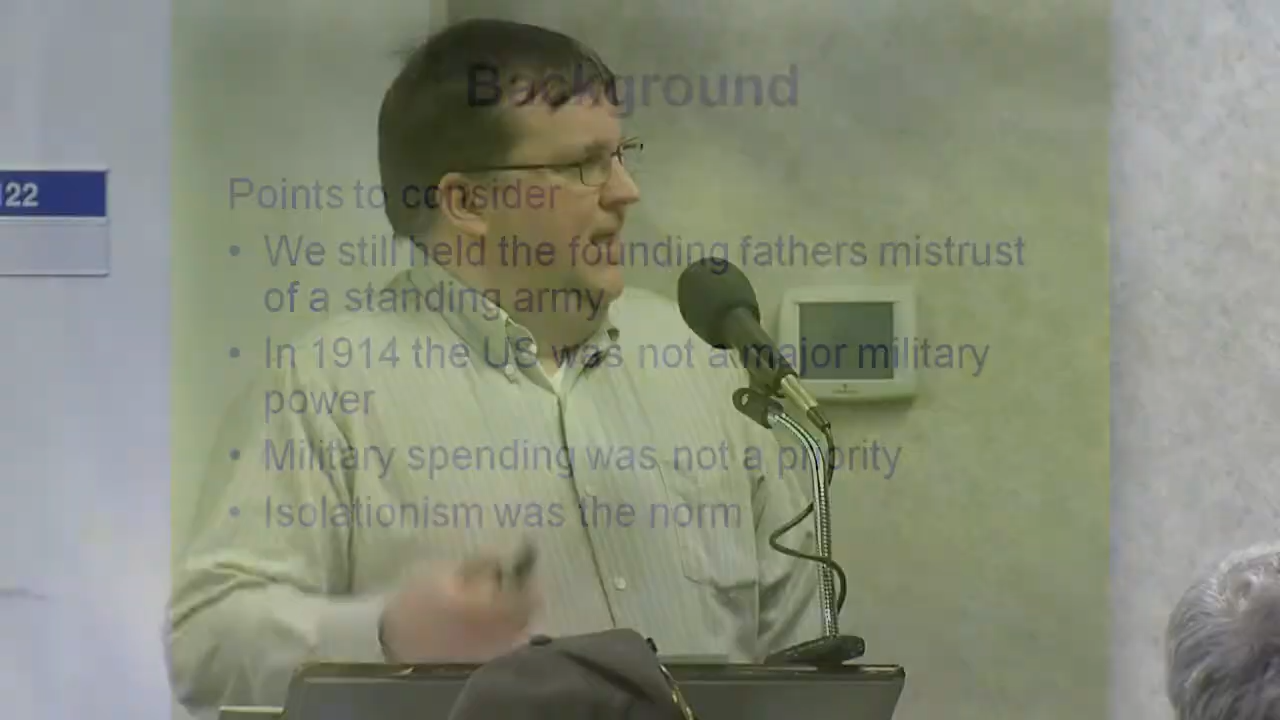 Background
122
Points to consider
• We still held the founding fathers mistrust
of a standing army
• In 1914 the US was not a major military
power
• Military spending was not a priority
• Isolationism was the norm